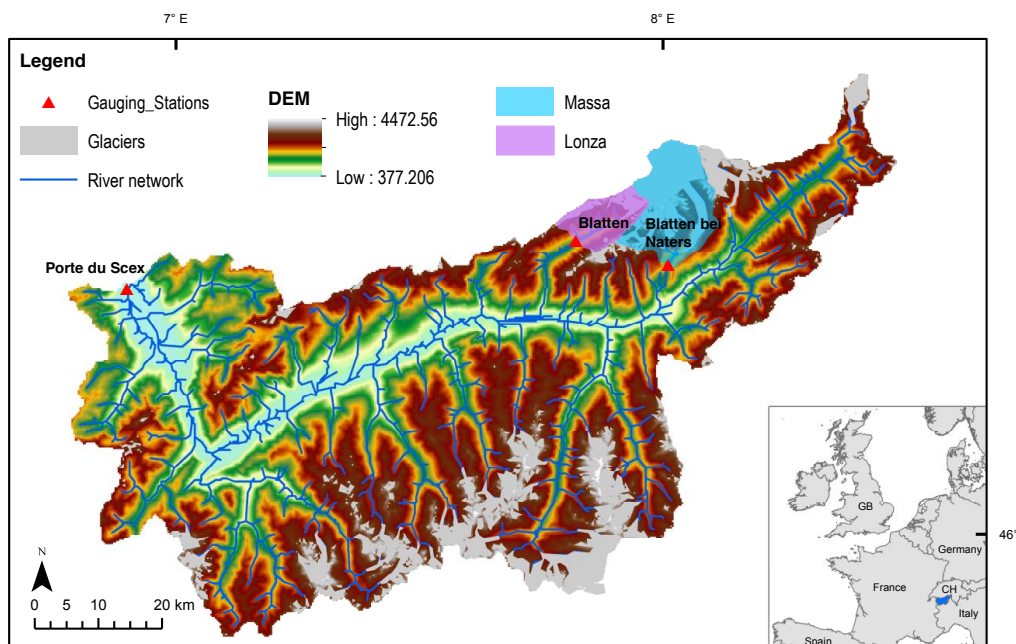 7° E
8° E
Legend
Gauging_Stations
Glaciers
River network
DEM
High : 4472.56
Low : 377.206
Massa
Lonza
Blatten
Blatten bei
Naters
Porte du Scex
N
0 5 10 20 km
46°
GB
Germany
France
CH
Italy
Spain